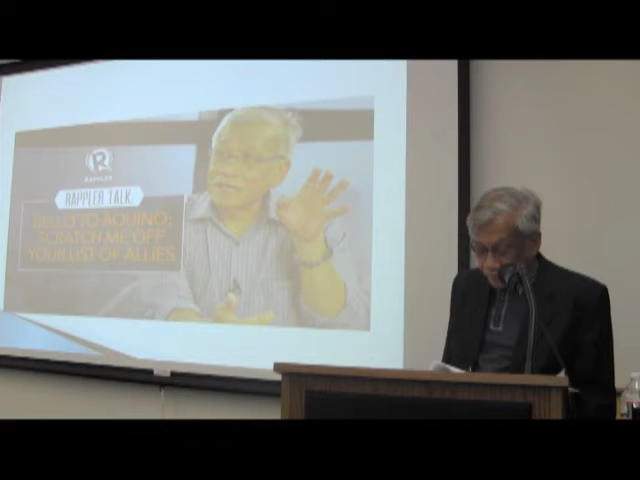 R
RAPPLER
RAPPLER TALK
BELLO TO AQUINO:
SCRATCH ME OFF
YOUR LIST OF ALLIES